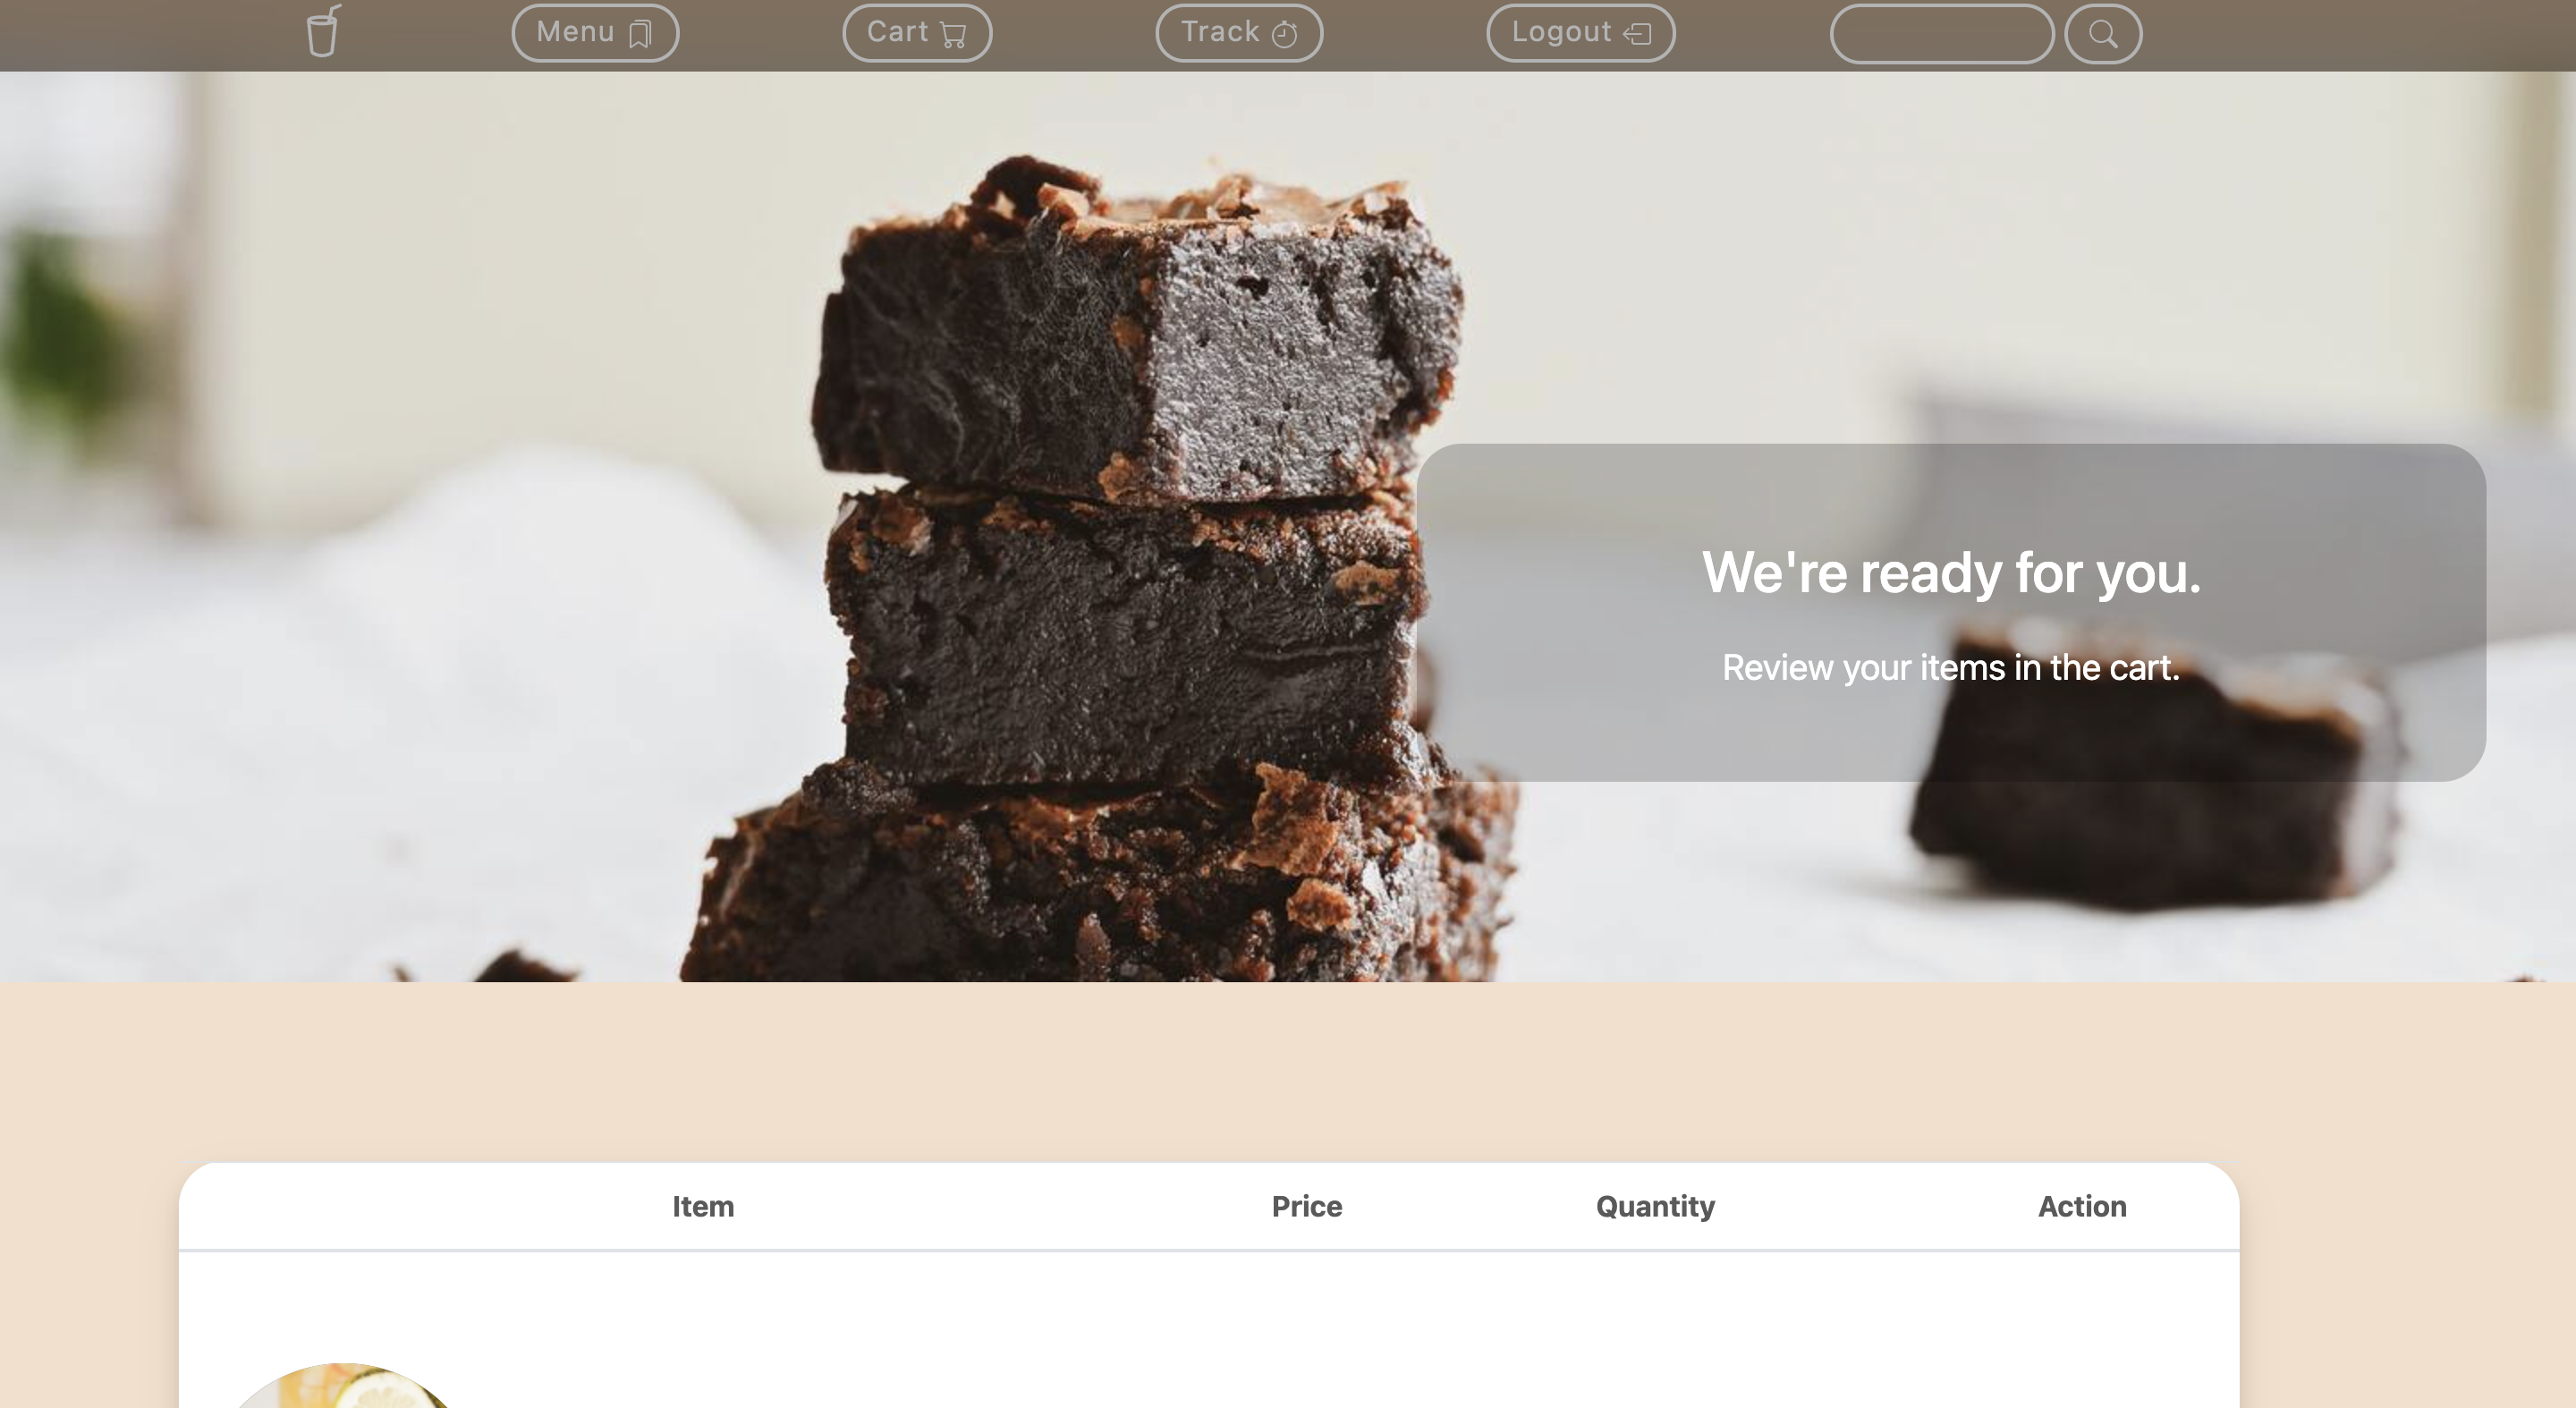 Menu
Cart
Track
Logout
We're ready for you.
Review your items in the cart.
Item Price Quantity Action